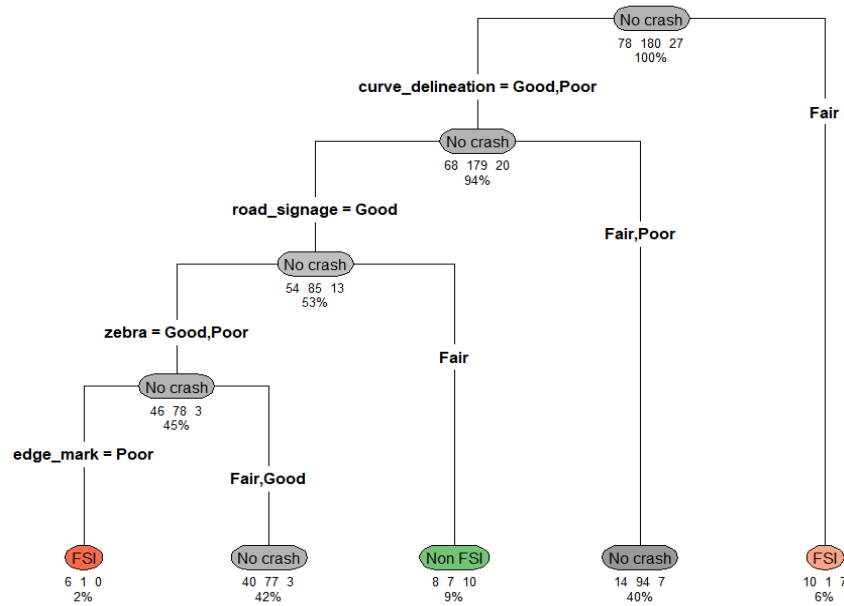 No crash
78 180 27
100%
curve_delineation = Good,Poor
Fair
No crash
68 179 20
94%
road_signage = Good
Fair,Poor
No crash
54 85 13
53%
zebra = Good,Poor
Fair
No crash
46 78 3
45%
edge_mark = Poor
Fair,Good
FSI
No crash
Non FSI
No crash
FSI
6 1 0
40 77 3
8 7 10
14 94 7
10 1 7
2%
42%
9%
40%
6%